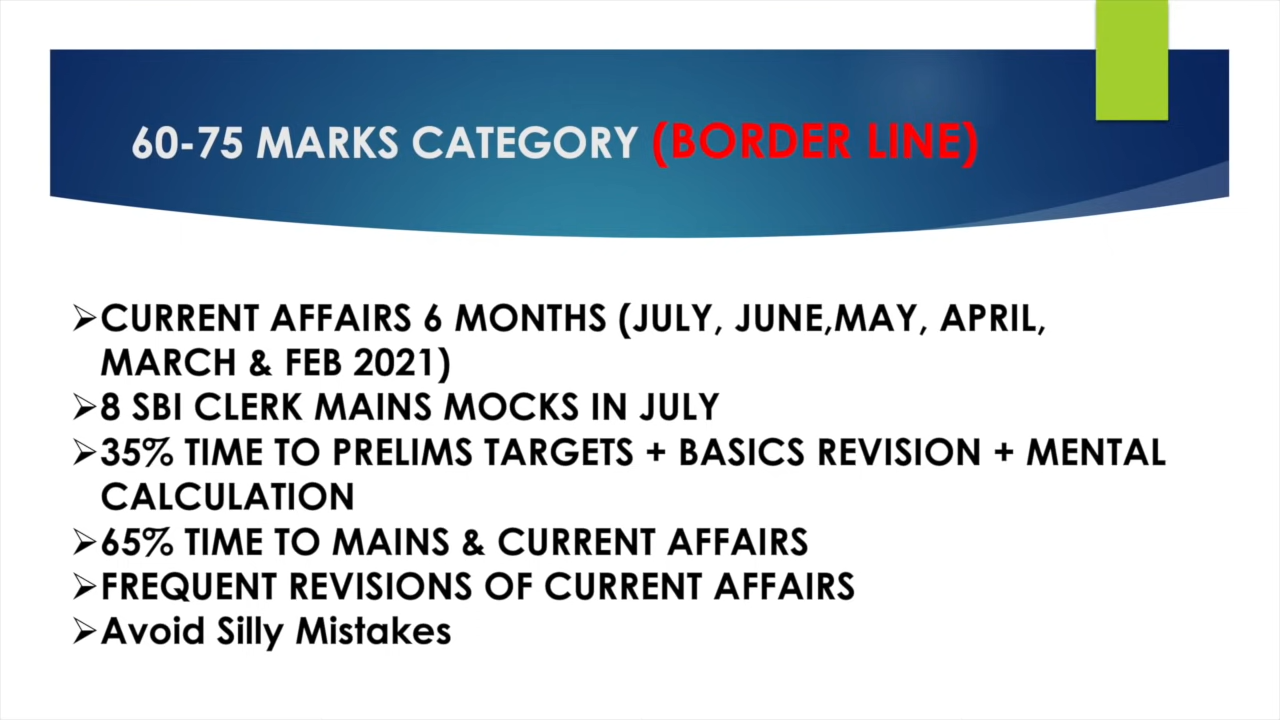 60-75 MARKS CATEGORY (BORDER LINE)
➢CURRENT AFFAIRS 6 MONTHS (JULY, JUNE,MAY, APRIL,
MARCH & FEB 2021)
➢8 SBI CLERK MAINS MOCKS IN JULY
➢35% TIME TO PRELIMS TARGETS + BASICS REVISION + MENTAL
CALCULATION
➢65% TIME TO MAINS & CURRENT AFFAIRS
➢FREQUENT REVISIONS OF CURRENT AFFAIRS
➢Avoid Silly Mistakes